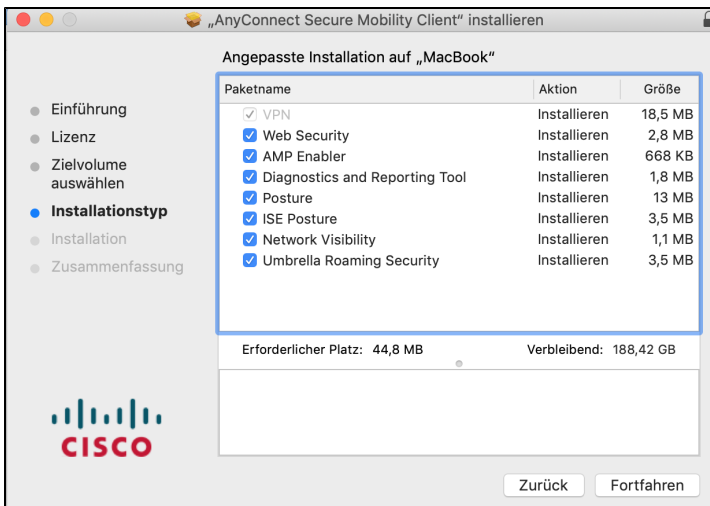 „AnyConnect Secure Mobility Client“ installieren
Angepasste Installation auf „MacBook“
Einführung
Lizenz
Zielvolume
auswählen
Installationstyp
Installation
Zusammenfassung
Paketname Aktion Größe
VPN Installieren 18,5 MB
Web Security Installieren 2,8 MB
AMP Enabler Installieren 668 KB
Diagnostics and Reporting Tool Installieren 1,8 MB
Posture Installieren 13 MB
ISE Posture Installieren 3,5 MB
Network Visibility Installieren 1,1 MB
Umbrella Roaming Security Installieren 3,5 MB
Erforderlicher Platz: 44,8 MB Verbleibend: 188,42 GB
CISCO
Zurück Fortfahren